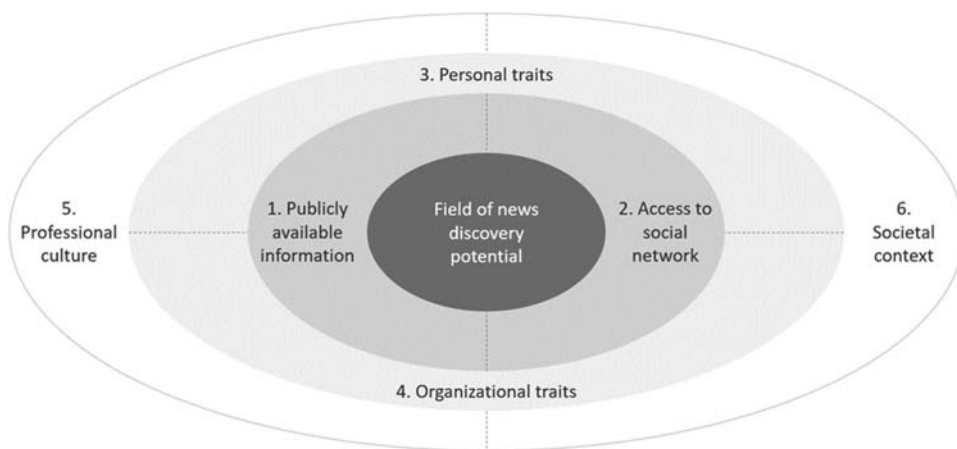 3. Personal traits
5.
Professional
culture
1. Publicly
available
information
Field of news
discovery
potential
2. Access to
social
network
6.
Societal
context
4. Organizational traits